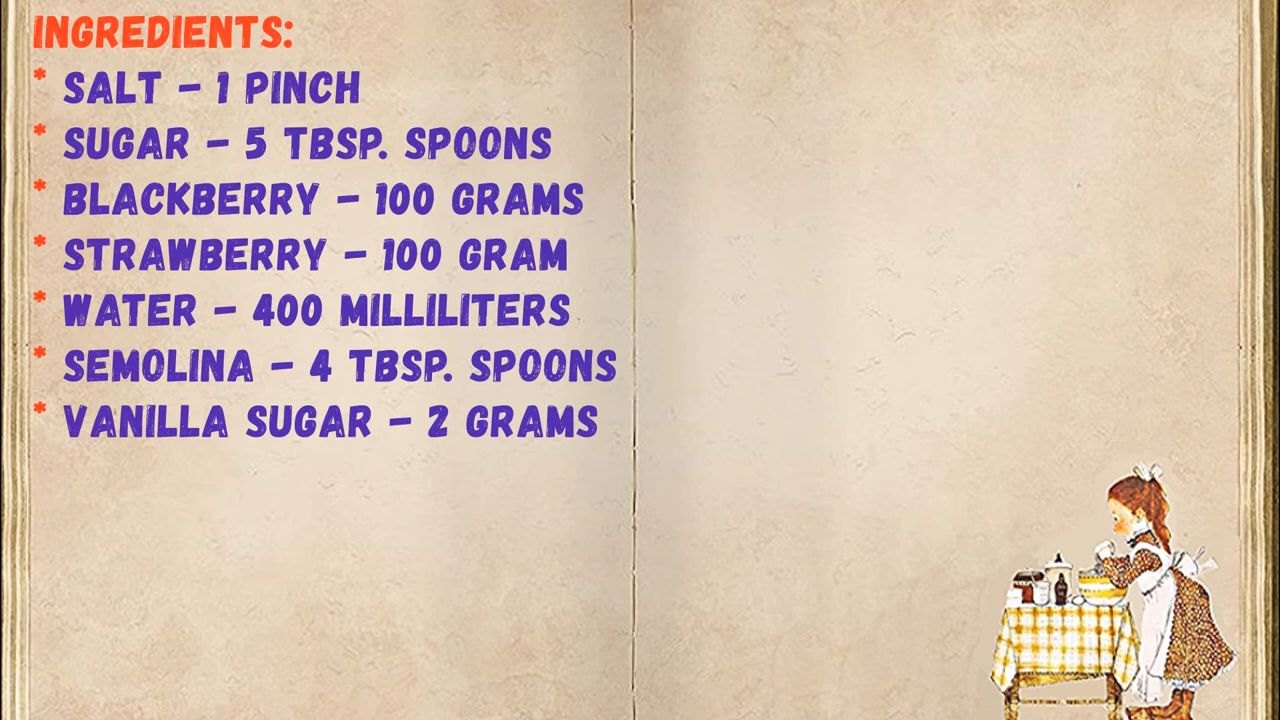 INGREDIENTS:
* SALT – 1 PINCH
* SUGAR – 5 TBSP. SPOONS
* BLACKBERRY – 100 GRAMS
* STRAWBERRY – 100 GRAM
* WATER – 400 MILLILITERS
* SEMOLINA – 4 TBSP. SPOONS
* VANILLA SUGAR – 2 GRAMS